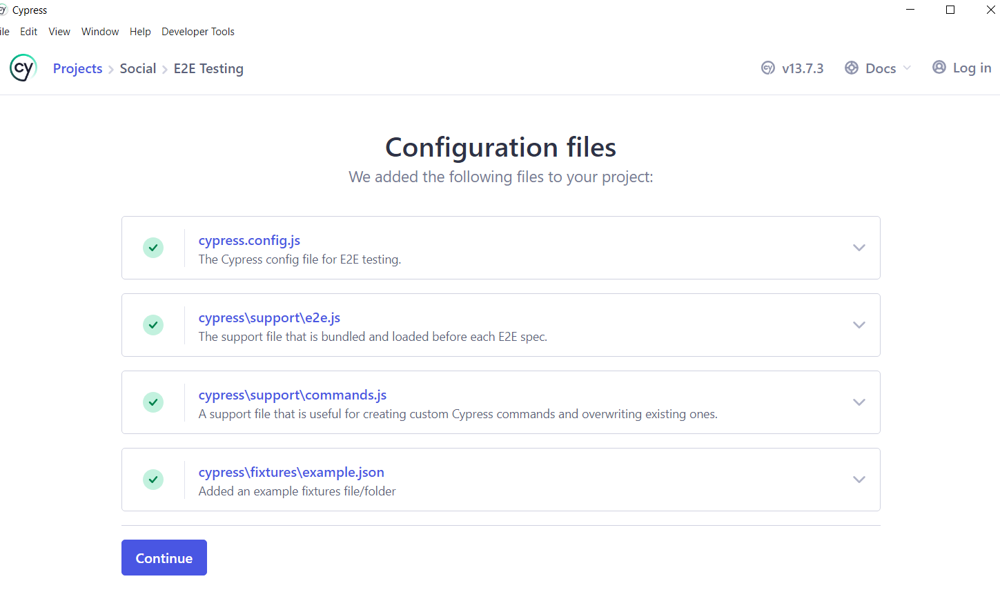 cy Cypress
ile Edit View Window Help Developer Tools
cy Projects Social E2E Testing cy v13.7.3 Docs Log in
Configuration files
We added the following files to your project:
cypress.config.js
The Cypress config file for E2E testing.
cypress\support\e2e.js
The support file that is bundled and loaded before each E2E spec.
cypress\support\commands.js
A support file that is useful for creating custom Cypress commands and overwriting existing ones.
cypress\fixtures\example.json
Added an example fixtures file/folder
Continue